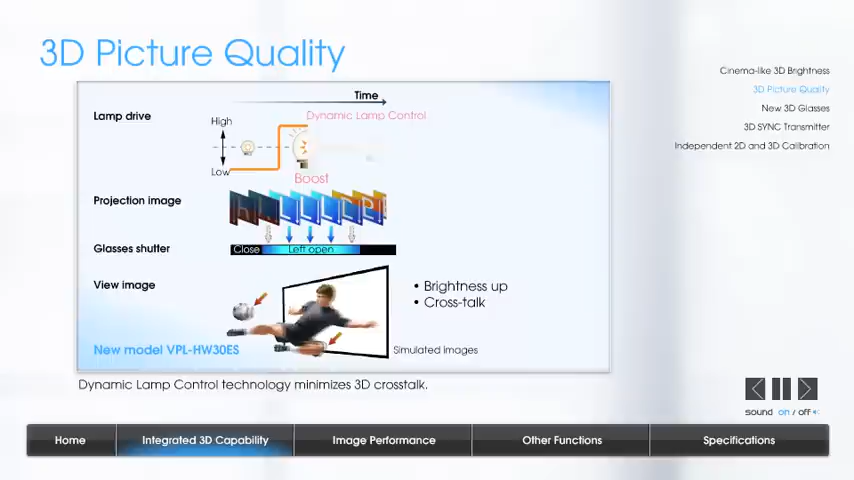 3D Picture Quality
Cinema-like 3D Brightness
3D Picture Quality
New 3D Glasses
3D SYNC Transmitter
Independent 2D and 3D Calibration
Time
Lamp drive
High
Dynamic Lamp Control
Low
Boost
Projection image
L L L
Glasses shutter
Close
Left open
View image
• Brightness up
• Cross-talk
New model VPL-HW30ES
Simulated images
Dynamic Lamp Control technology minimizes 3D crosstalk.
sound on / off
Home
Integrated 3D Capability
Image Performance
Other Functions
Specifications